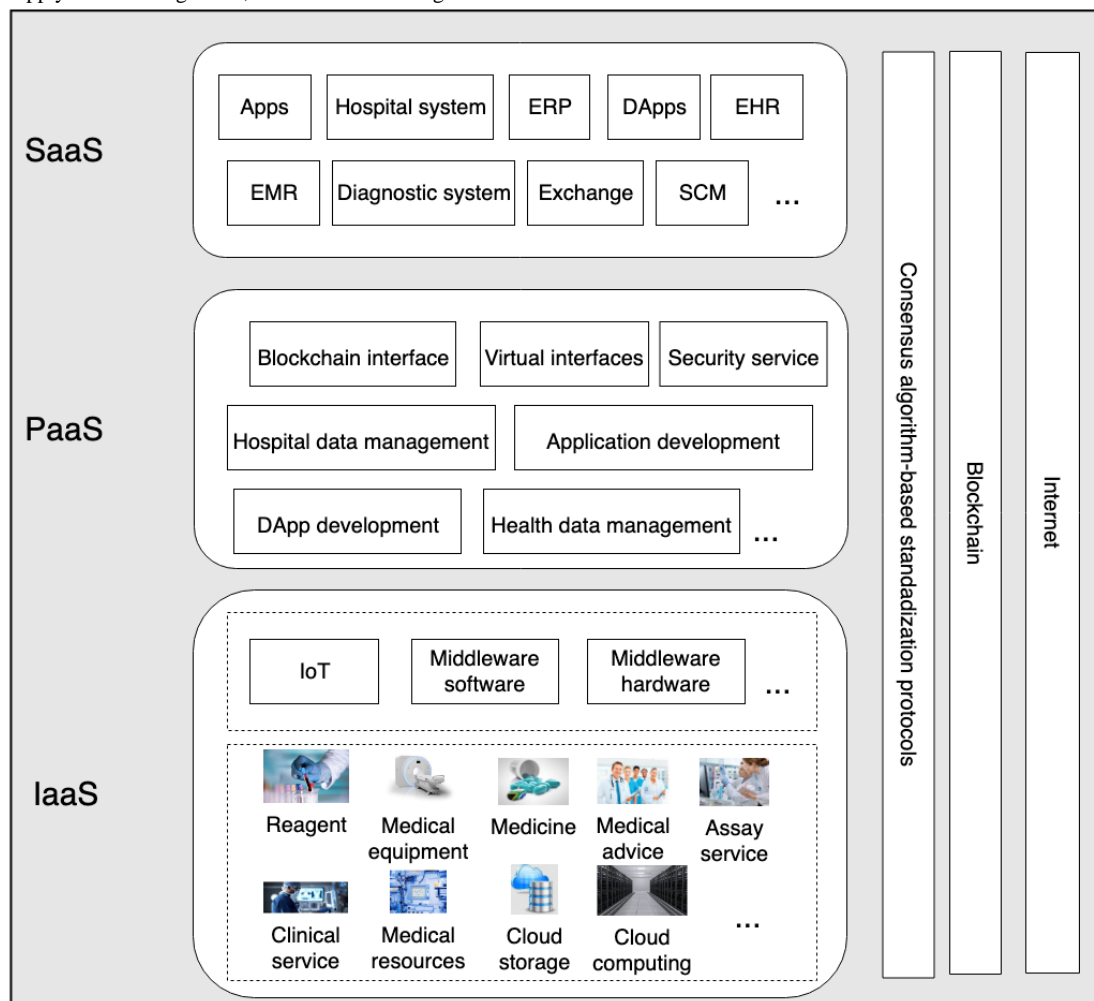 SaaS
Apps
Hospital system
ERP
DApps
EHR
EMR
Diagnostic system
Exchange
SCM
...
PaaS
Blockchain interface
Virtual interfaces
Security service
Hospital data management
Application development
DApp development
Health data management
...
IaaS
IoT
Middleware
software
Middleware
hardware
...
Reagent
Medical
equipment
Medicine
Medical
advice
Assay
service
Clinical
service
Medical
resources
Cloud
storage
Cloud
computing
...
Consensus algorithm-based standadization protocols
Blockchain
Internet